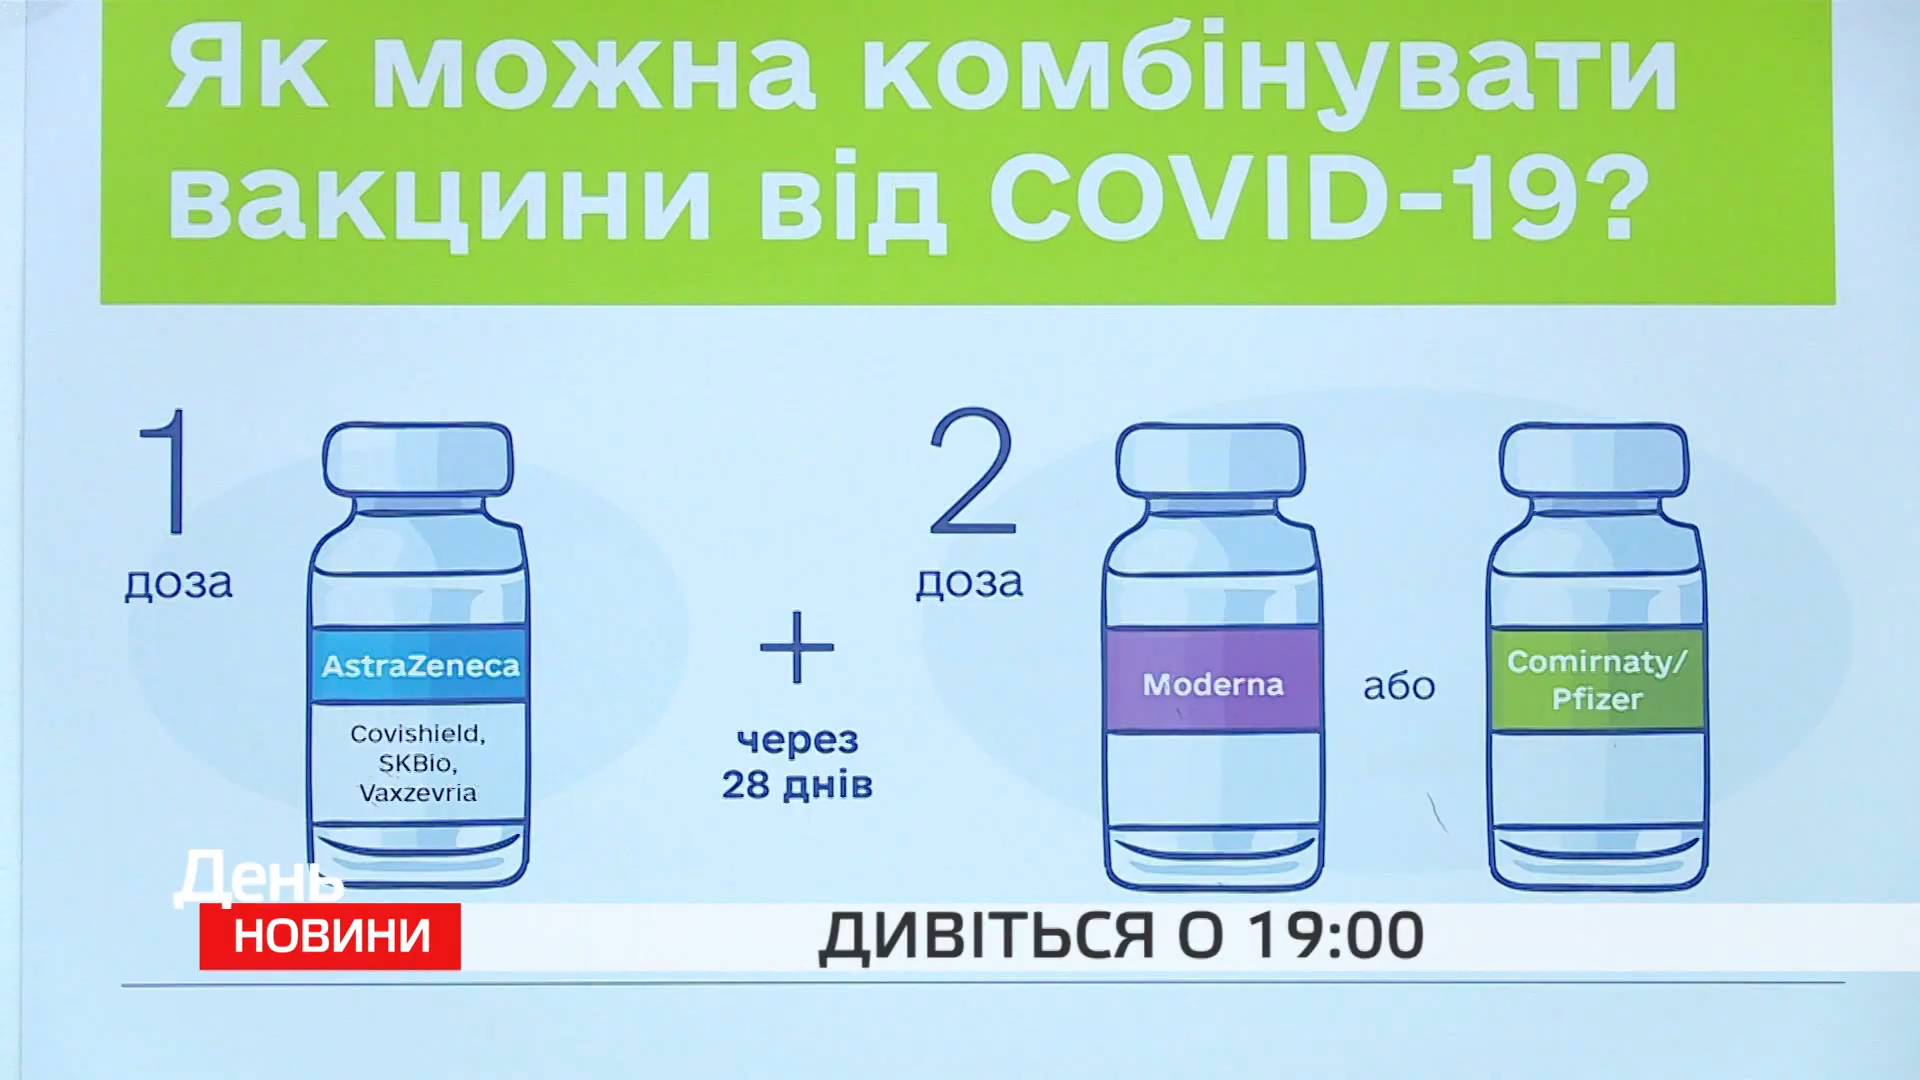 Як можна комбінувати
вакцини від COVID-19?
1
доза
AstraZeneca
Covishield,
SKBio,
Vaxzevria
+
через
28 днів
2
доза
Moderna
або
Comirnaty/
Pfizer
День
НОВИНИ
ДИВІТЬСЯ О 19:00